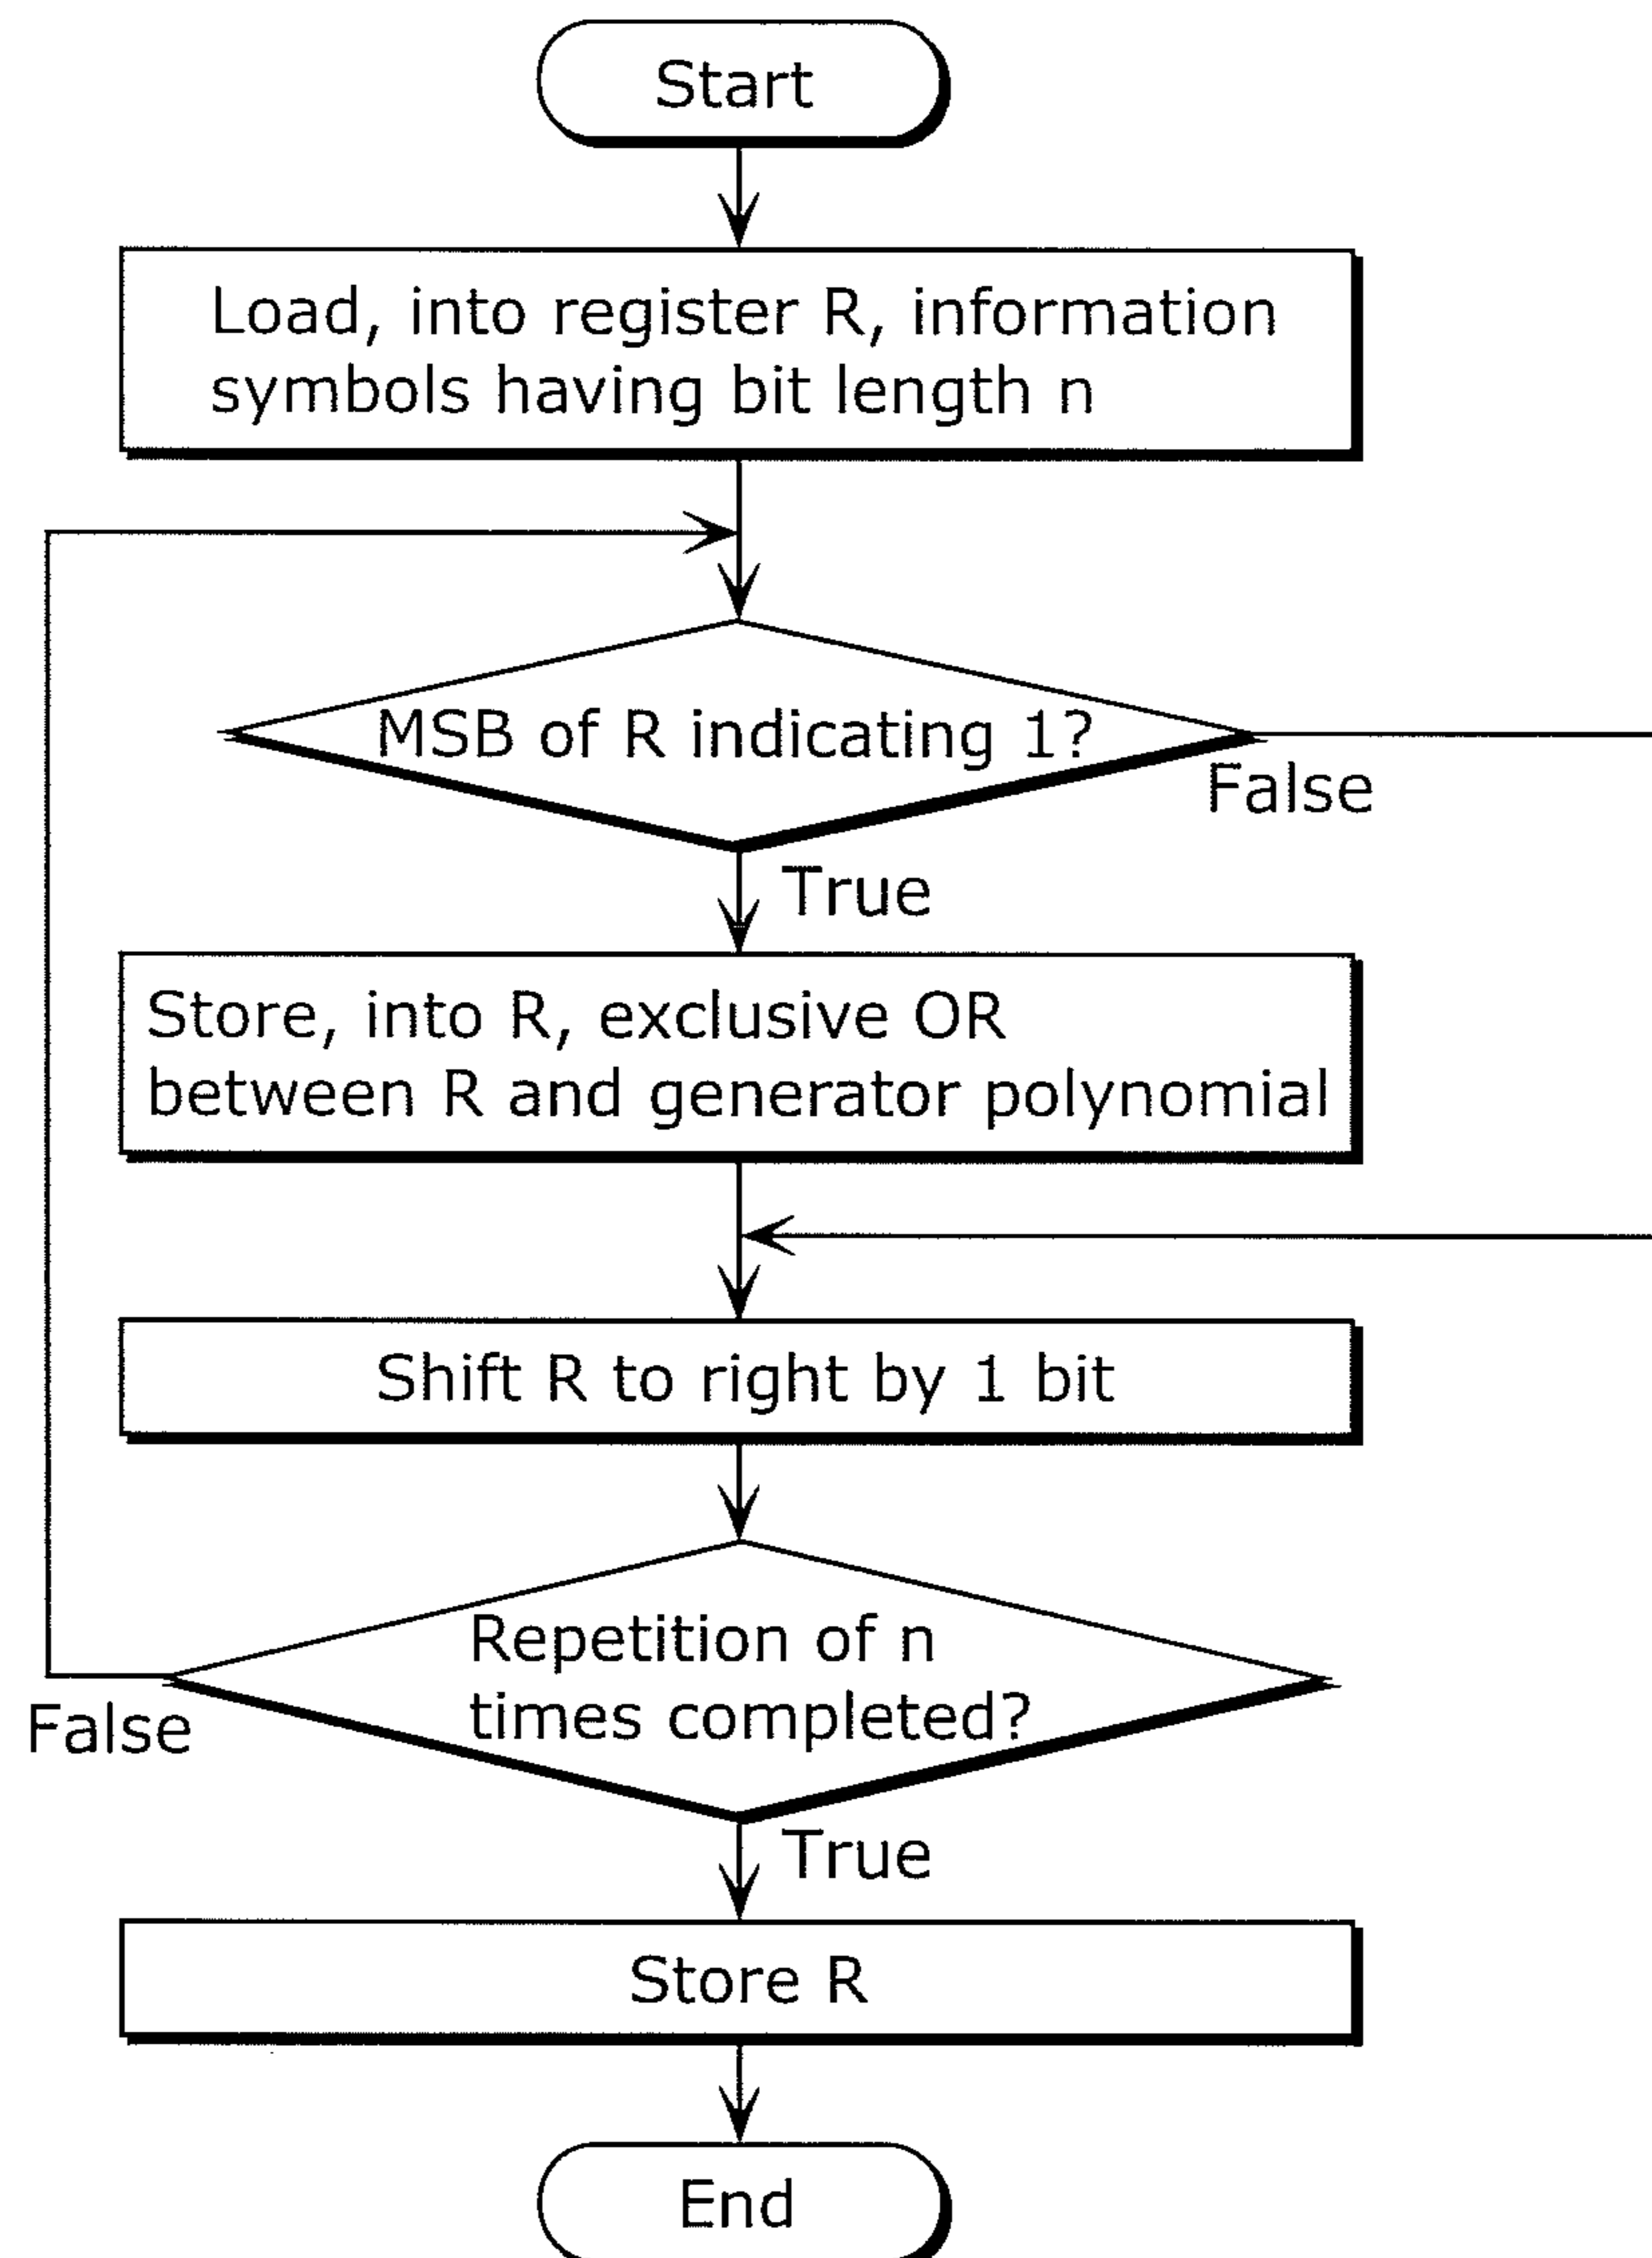 Start
Load, into register R, information
symbols having bit length n
MSB of R indicating 1?
False
True
Store, into R, exclusive OR
between R and generator polynomial
Shift R to right by 1 bit
Repetition of n
times completed?
False
True
Store R
End